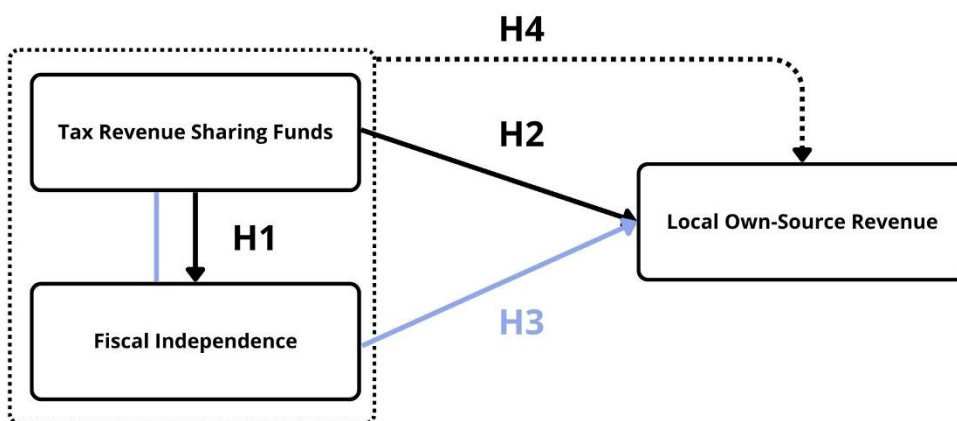 H4
Tax Revenue Sharing Funds
H2
Local Own-Source Revenue
H1
H3
Fiscal Independence